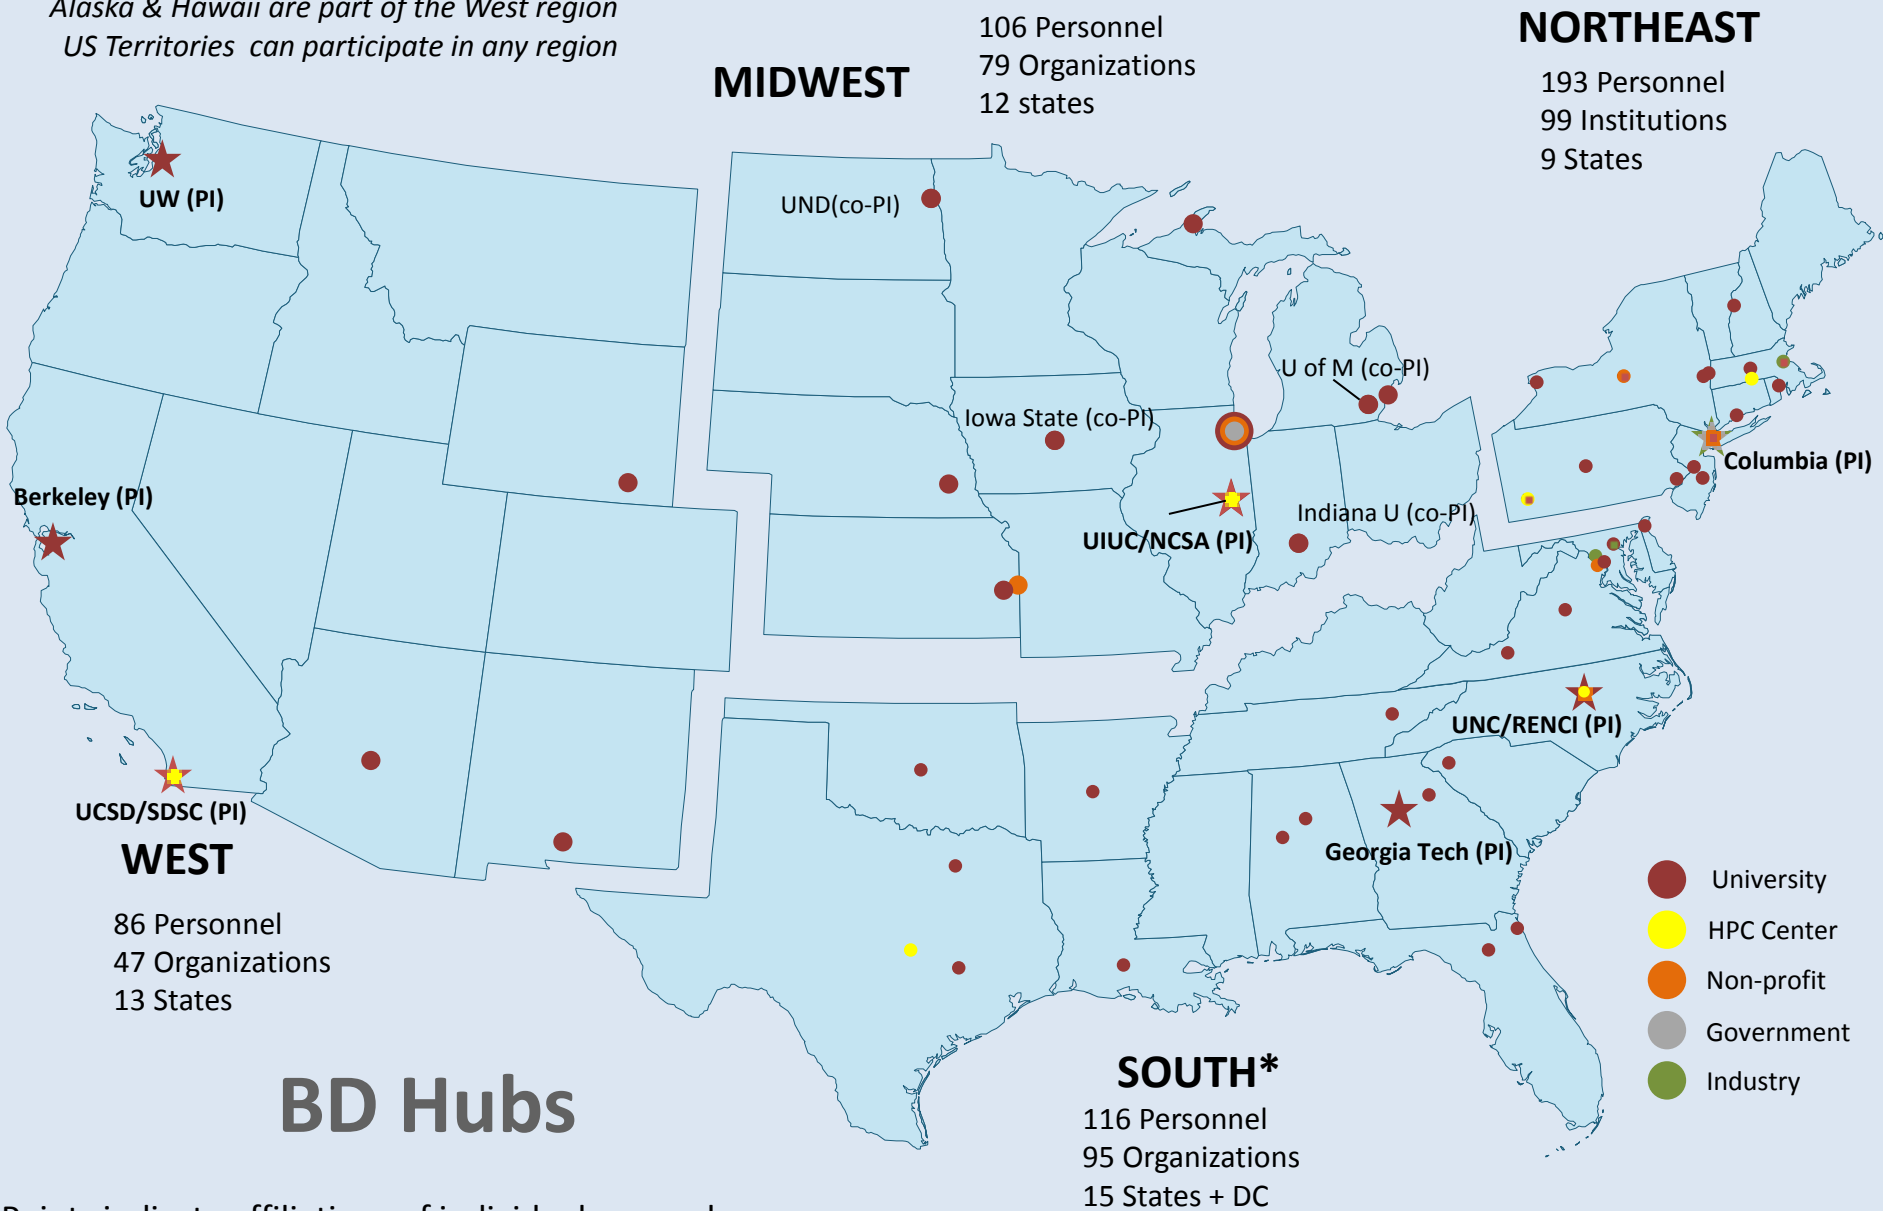 Alaska & Hawaii are part of the West region
US Territories can participate in any region
MIDWEST
106 Personnel
79 Organizations
12 states
NORTHEAST
193 Personnel
99 Institutions
9 States
UW (PI)
UND(co-PI)
U of M (co-PI)
Iowa State (co-PI)
Columbia (PI)
Berkeley (PI)
Indiana U (co-PI)
UIUC/NCSA (PI)
UNC/RENCI (PI)
UCSD/SDSC (PI)
WEST
86 Personnel
47 Organizations
13 States
Georgia Tech (PI)
University
HPC Center
Non-profit
Government
Industry
BD Hubs
SOUTH*
116 Personnel
95 Organizations
15 States + DC